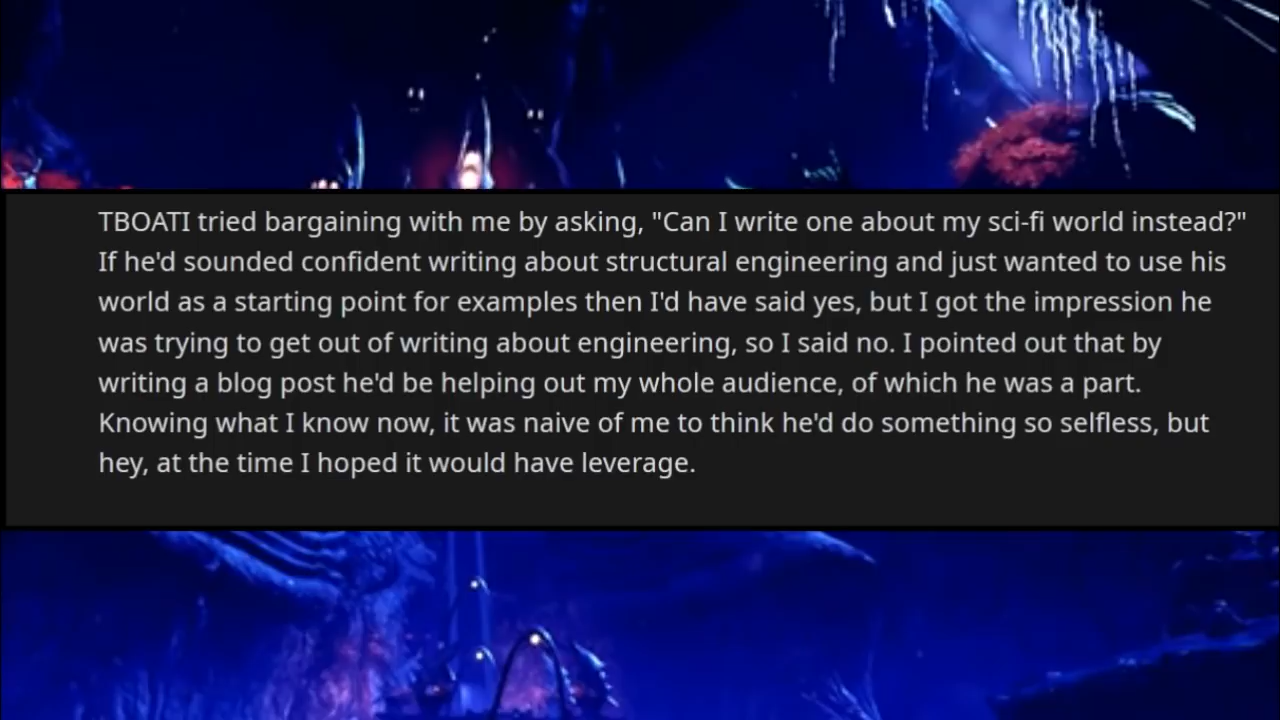 TBOATI tried bargaining with me by asking, "Can I write one about my sci-fi world instead?"
If he'd sounded confident writing about structural engineering and just wanted to use his
world as a starting point for examples then I'd have said yes, but I got the impression he
was trying to get out of writing about engineering, so I said no. I pointed out that by
writing a blog post he'd be helping out my whole audience, of which he was a part.
Knowing what I know now, it was naive of me to think he'd do something so selfless, but
hey, at the time I hoped it would have leverage.